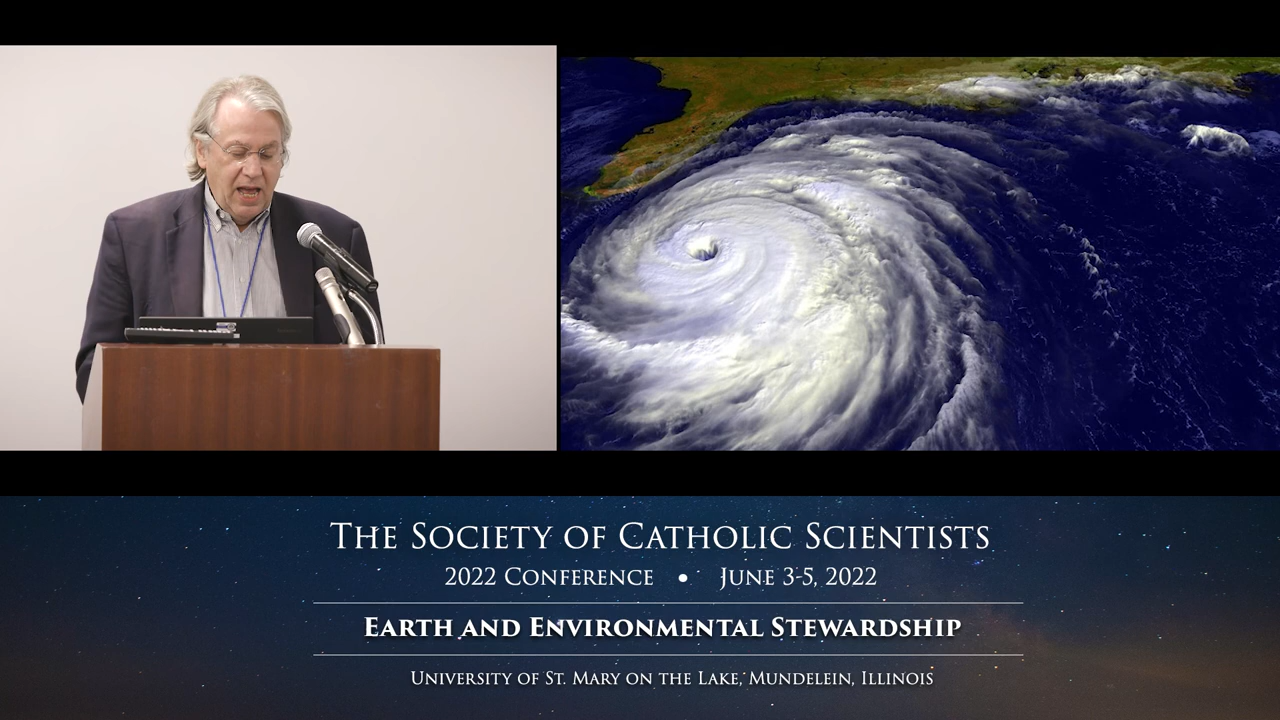 The Society of Catholic Scientists
2022 Conference • June 3-5, 2022
Earth and Environmental Stewardship
University of St. Mary on the Lake, Mundelein, Illinois